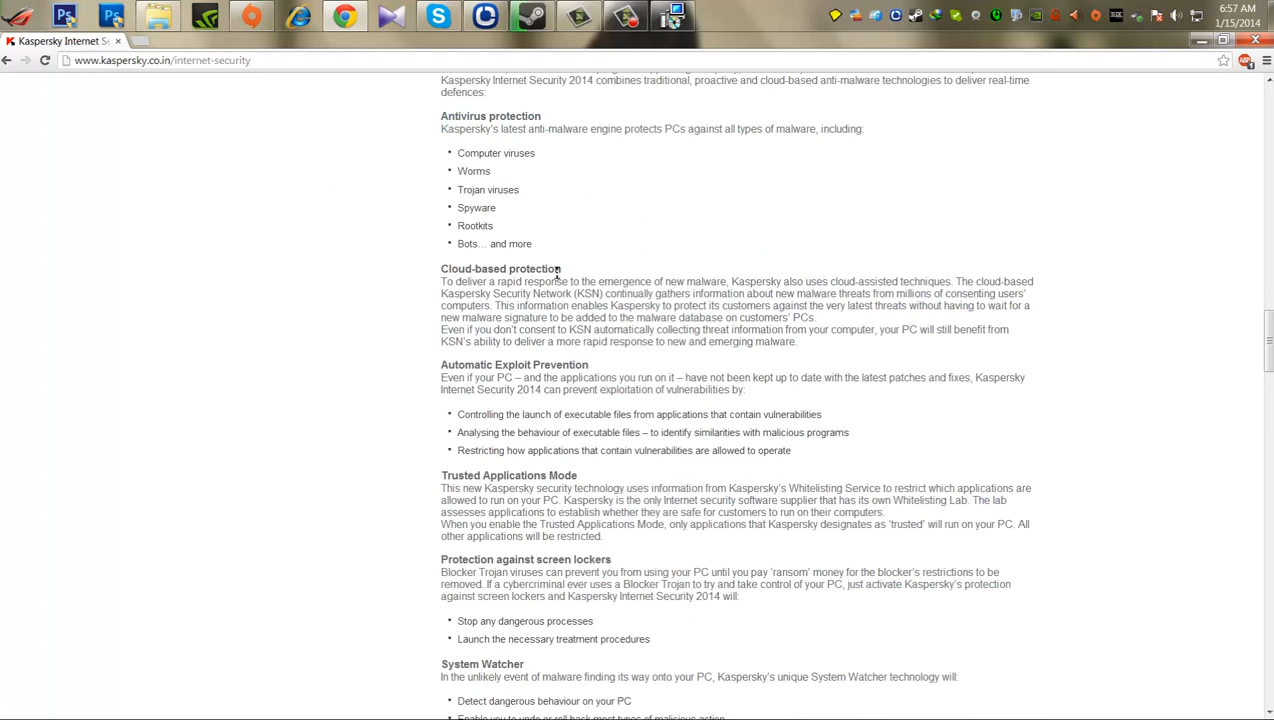 6:57 AM
1/15/2014
Kaspersky Internet Se
www.kaspersky.co.in/internet-security
Kaspersky Internet Security 2014 combines traditional, proactive and cloud-based anti-malware technologies to deliver real-time
defences:
Antivirus protection
Kaspersky's latest anti-malware engine protects PCs against all types of malware, including:
• Computer viruses
• Worms
• Trojan viruses
• Spyware
• Rootkits
• Bots… and more
Cloud-based protection
To deliver a rapid response to the emergence of new malware, Kaspersky also uses cloud-assisted techniques. The cloud-based
Kaspersky Security Network (KSN) continually gathers information about new malware threats from millions of consenting users'
computers. This information enables Kaspersky to protect its customers against the very latest threats without having to wait for a
new malware signature to be added to the malware database on customers' PCs.
Even if you don't consent to KSN automatically collecting threat information from your computer, your PC will still benefit from
KSN's ability to deliver a more rapid response to new and emerging malware.
Automatic Exploit Prevention
Even if your PC – and the applications you run on it – have not been kept up to date with the latest patches and fixes, Kaspersky
Internet Security 2014 can prevent exploitation of vulnerabilities by:
• Controlling the launch of executable files from applications that contain vulnerabilities
• Analysing the behaviour of executable files – to identify similarities with malicious programs
• Restricting how applications that contain vulnerabilities are allowed to operate
Trusted Applications Mode
This new Kaspersky security technology uses information from Kaspersky's Whitelisting Service to restrict which applications are
allowed to run on your PC. Kaspersky is the only Internet security software supplier that has its own Whitelisting Lab. The lab
assesses applications to establish whether they are safe for customers to run on their computers.
When you enable the Trusted Applications Mode, only applications that Kaspersky designates as 'trusted' will run on your PC. All
other applications will be restricted.
Protection against screen lockers
Blocker Trojan viruses can prevent you from using your PC until you pay 'ransom' money for the blocker's restrictions to be
removed. If a cybercriminal ever uses a Blocker Trojan to try and take control of your PC, just activate Kaspersky's protection
against screen lockers and Kaspersky Internet Security 2014 will:
• Stop any dangerous processes
• Launch the necessary treatment procedures
System Watcher
In the unlikely event of malware finding its way onto your PC, Kaspersky's unique System Watcher technology will:
• Detect dangerous behaviour on your PC
• Enable you to undo or roll back most types of malicious action